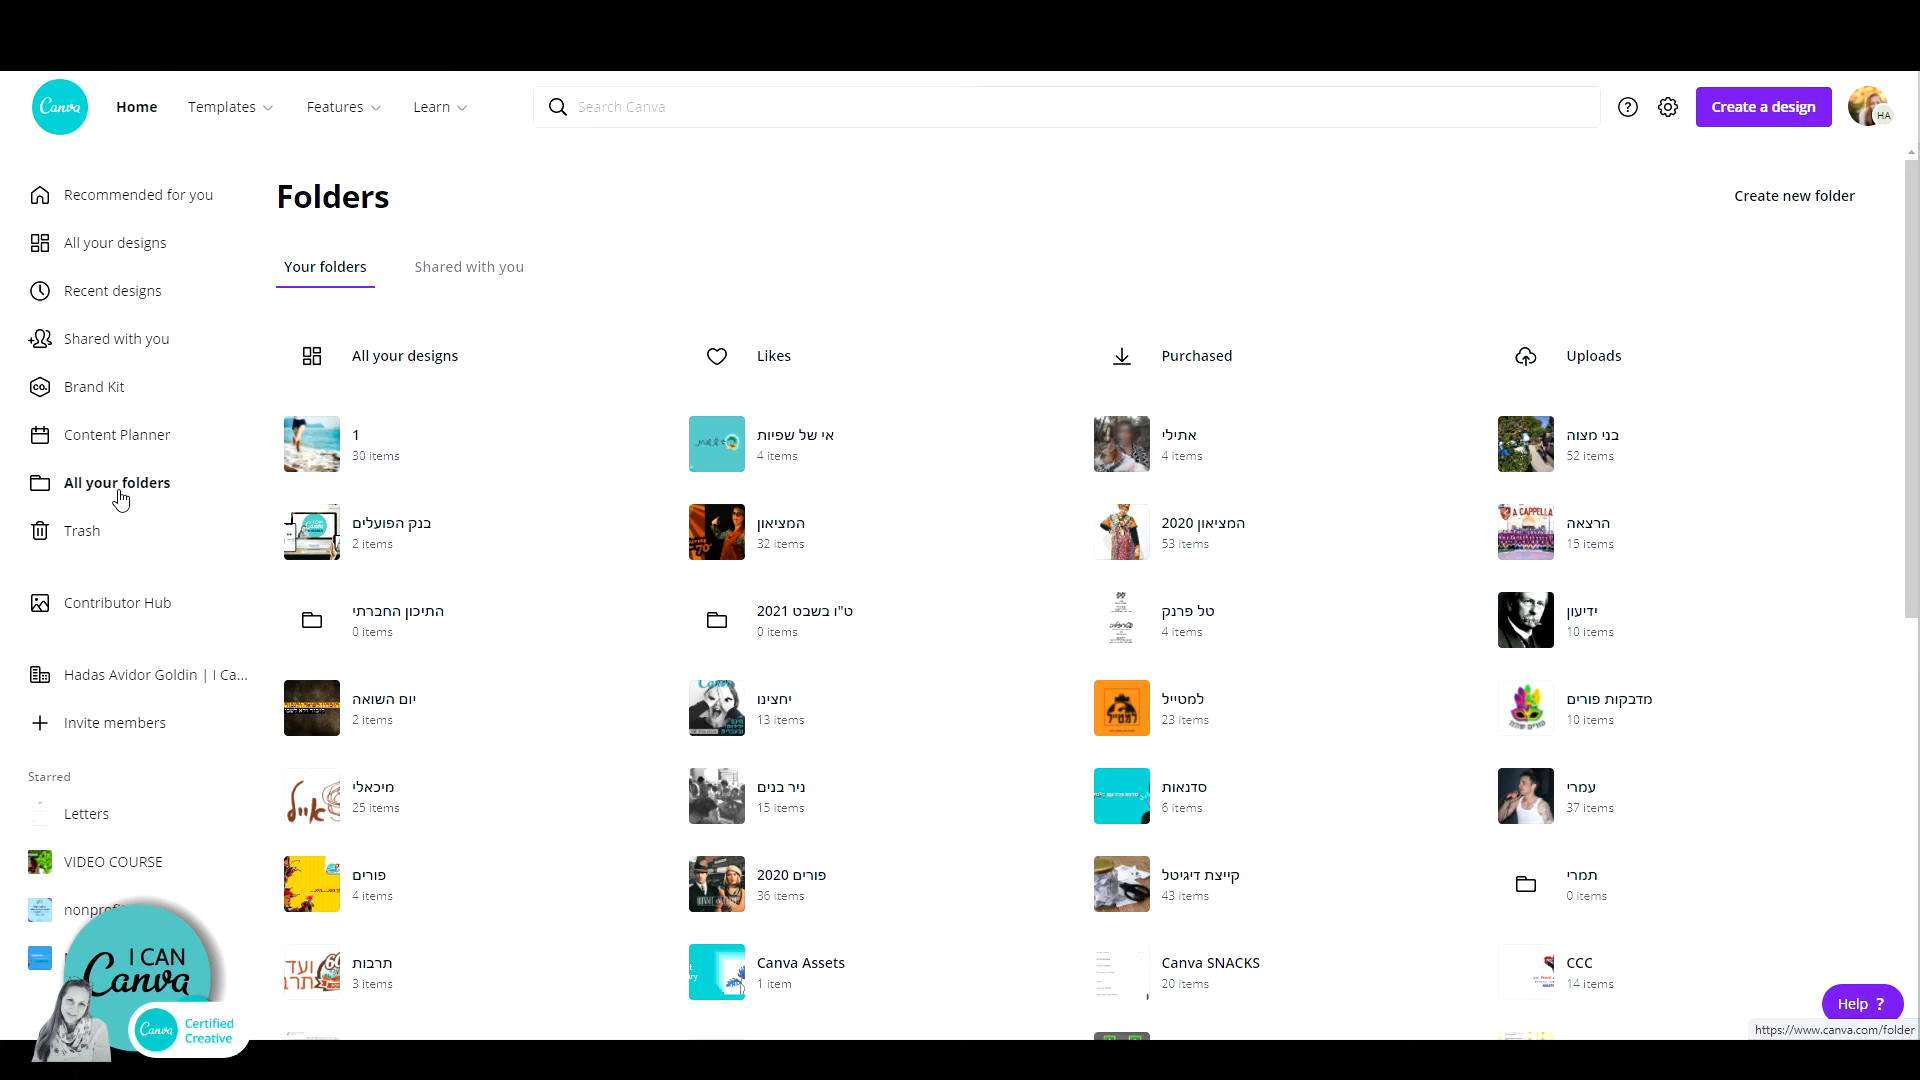 Canva
Home
Templates
Features
Learn
Search Canva
Create a design
HA
Recommended for you
All your designs
Recent designs
Shared with you
Brand Kit
Content Planner
All your folders
Trash
Contributor Hub
Hadas Avidor Goldin | I Ca...
Invite members
Starred
Letters
VIDEO COURSE
I CAN
Canva
Canva
Certified
Creative
Folders
Create new folder
Your folders
Shared with you
All your designs
Likes
Purchased
Uploads
1
30 items
אי של שפיות
4 items
אתילי
4 items
בני מצוה
52 items
בנק הפועלים
2 items
המציאון
32 items
המציאון 2020
53 items
A CAPPELLA
הרצאה
15 items
התיכון החברתי
0 items
ט"ו בשבט 2021
0 items
טל פרנק
4 items
ידיעון
10 items
יום השואה
2 items
יחצינו
13 items
למטייל
למטייל
23 items
מדבקות פורים
10 items
מיכאלי
25 items
ניר בנים
15 items
סדנאות
6 items
עמרי
37 items
פורים
4 items
פורים 2020
36 items
קייצת דיגיטל
43 items
תמרי
0 items
תרבות
3 items
Canva Assets
1 item
Canva SNACKS
20 items
CCC
14 items
Help ?
https://www.canva.com/folder